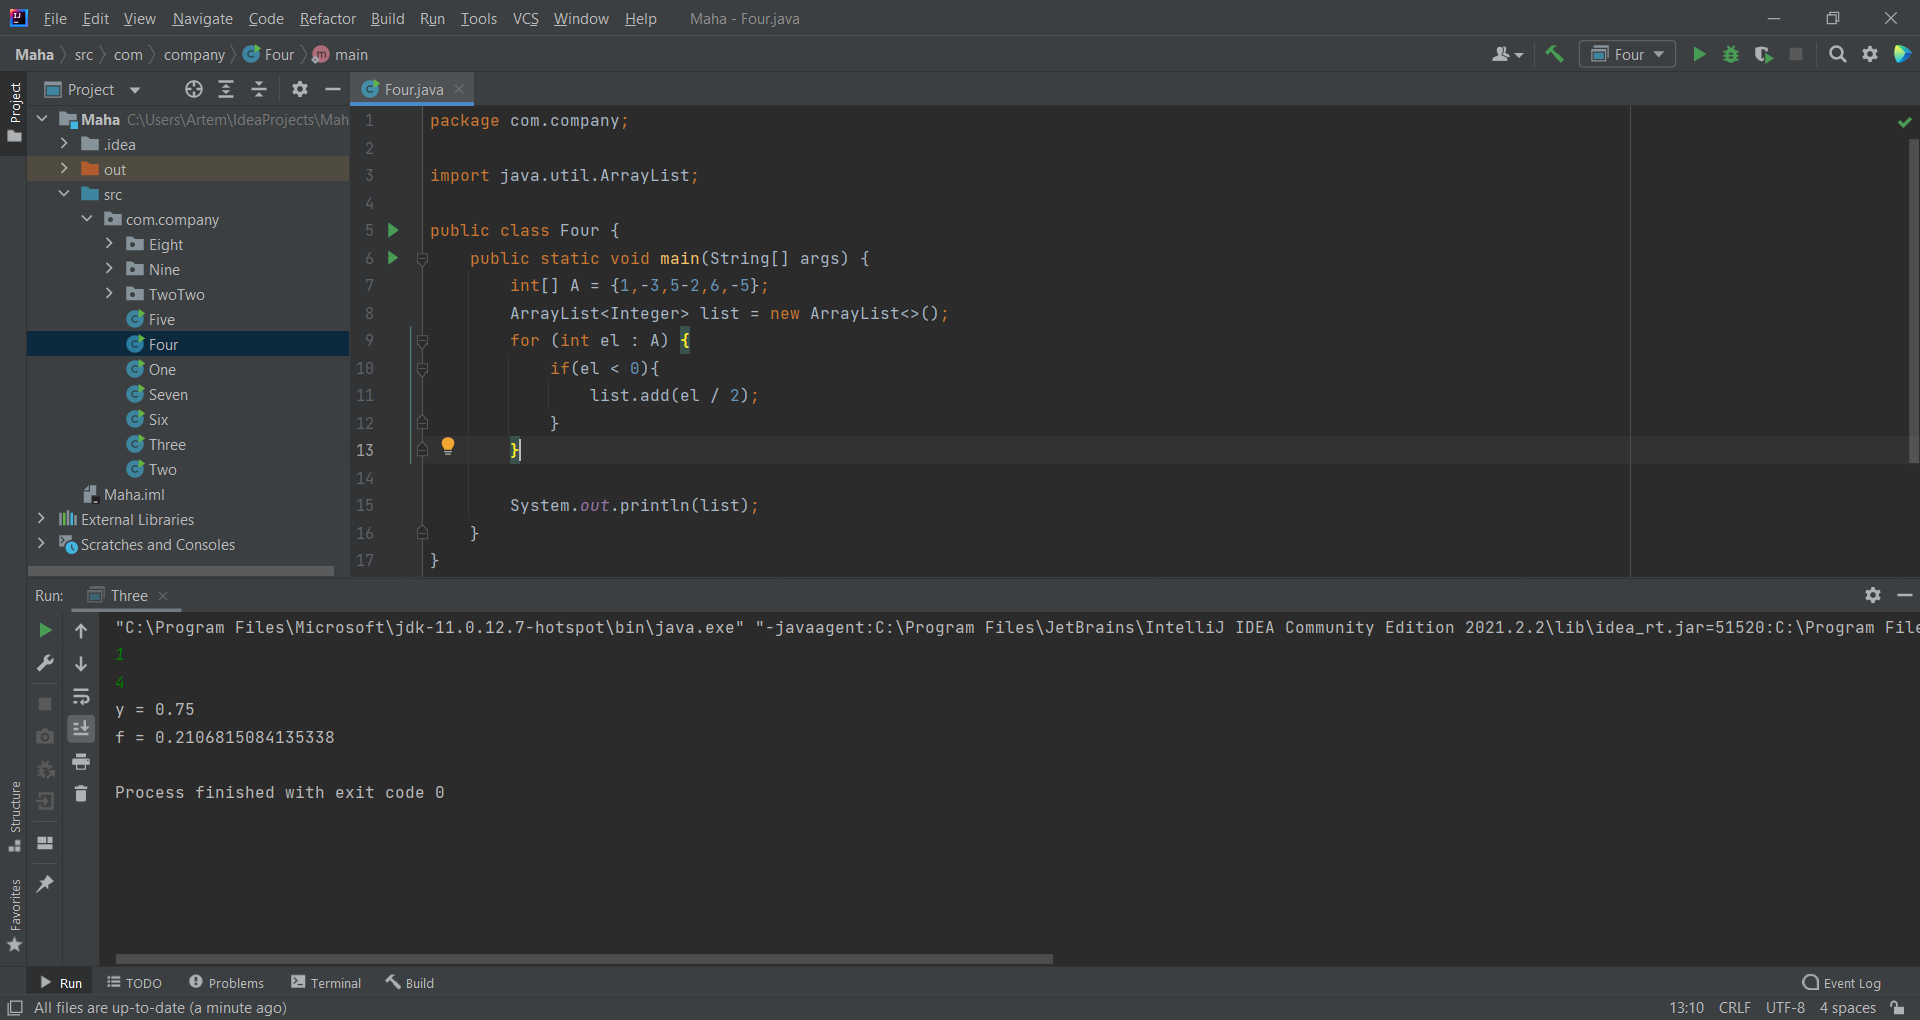 File Edit View Navigate Code Refactor Build Run Tools VCS Window Help Maha - Four.java
Maha src com company Four main
Four
Project
Project
Four.java
Maha C:\Users\Artem\IdeaProjects\Mah
.idea
out
src
com.company
Eight
Nine
TwoTwo
Five
Four
One
Seven
Six
Three
Two
Maha.iml
External Libraries
Scratches and Consoles
1 package com.company;
2
3 import java.util.ArrayList;
4
5 public class Four {
6 public static void main(String[] args) {
7 int[] A = {1,-3,5-2,6,-5};
8 ArrayList<Integer> list = new ArrayList<>();
9 for (int el : A) {
10 if(el < 0){
11 list.add(el / 2);
12 }
13 }
14
15 System.out.println(list);
16 }
17 }
Run: Three
"C:\Program Files\Microsoft\jdk-11.0.12.7-hotspot\bin\java.exe" "-javaagent:C:\Program Files\JetBrains\IntelliJ IDEA Community Edition 2021.2.2\lib\idea_rt.jar=51520:C:\Program File
1
4
y = 0.75
f = 0.2106815084135338
Process finished with exit code 0
Structure
Favorites
Run TODO Problems Terminal Build Event Log
All files are up-to-date (a minute ago) 13:10 CRLF UTF-8 4 spaces